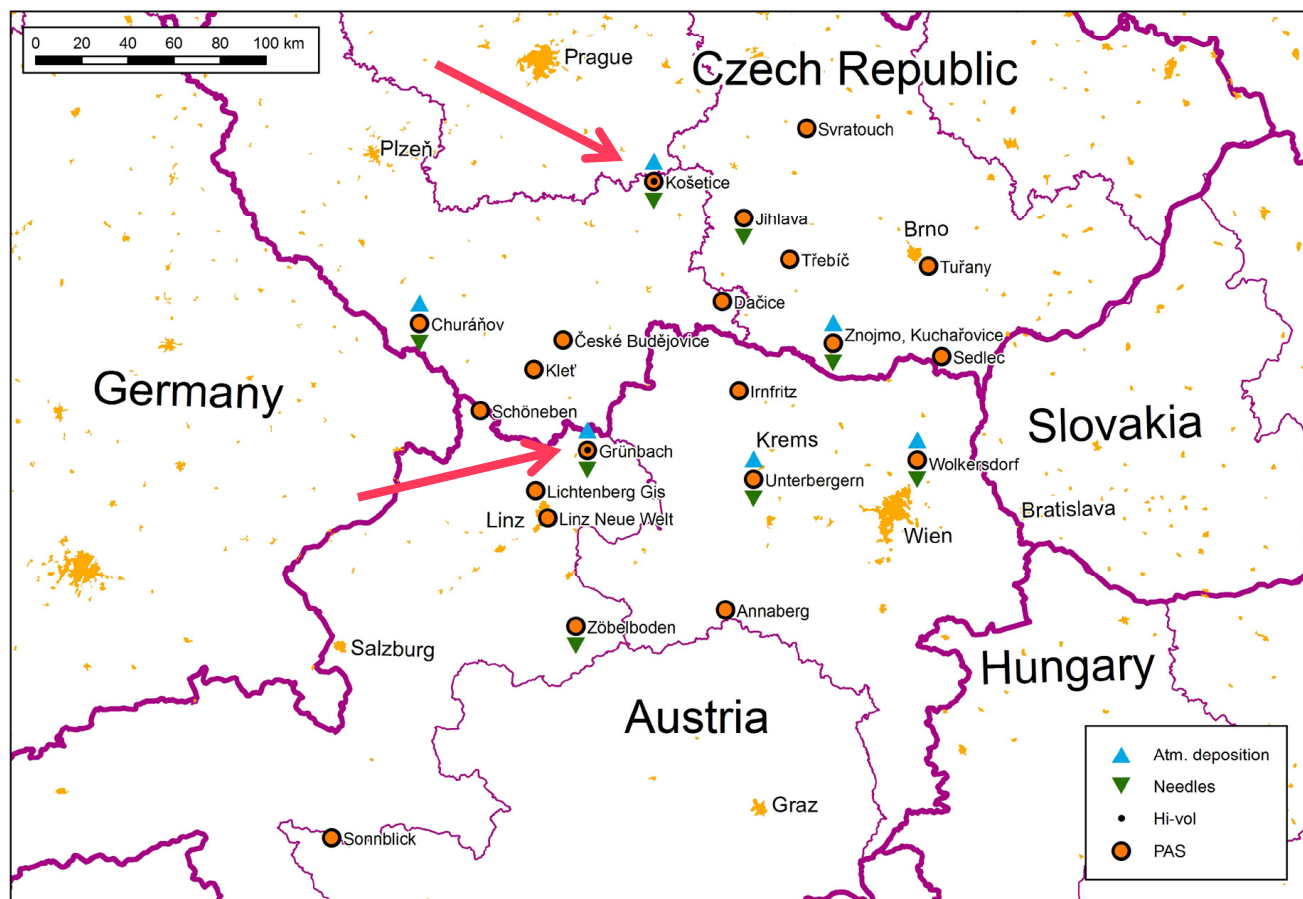 0 20 40 60 80 100 km
Prague
Czech Republic
Svratouch
Plzeň
Košetice
Jihlava
Brno
Třebíč
Tuřany
Dačice
Churáňov
České Budějovice
Znojmo, Kuchařovice
Sedlec
Kleť
Germany
Irnfritz
Schöneben
Slovakia
Krems
Grünbach
Wolkersdorf
Unterbergern
Lichtenberg Gis
Linz
Linz Neue Welt
Bratislava
Wien
Annaberg
Zöbelboden
Salzburg
Hungary
Austria
Graz
Sonnblick
Atm. deposition
Needles
Hi-vol
PAS